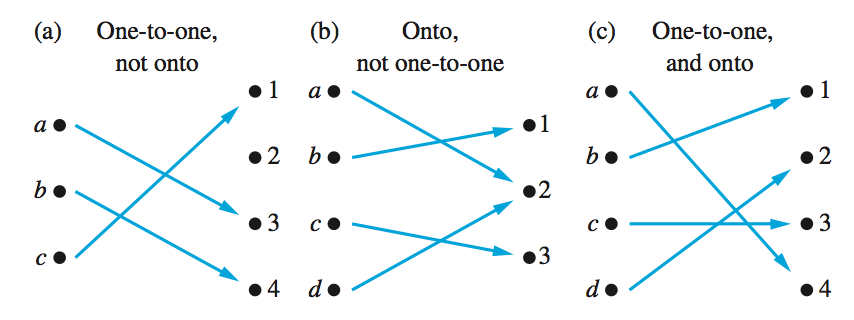 (a) One-to-one,
not onto
a
b
c
1
2
3
4
(b) Onto,
not one-to-one
a
b
c
d
1
2
3
(c) One-to-one,
and onto
a
b
c
d
1
2
3
4